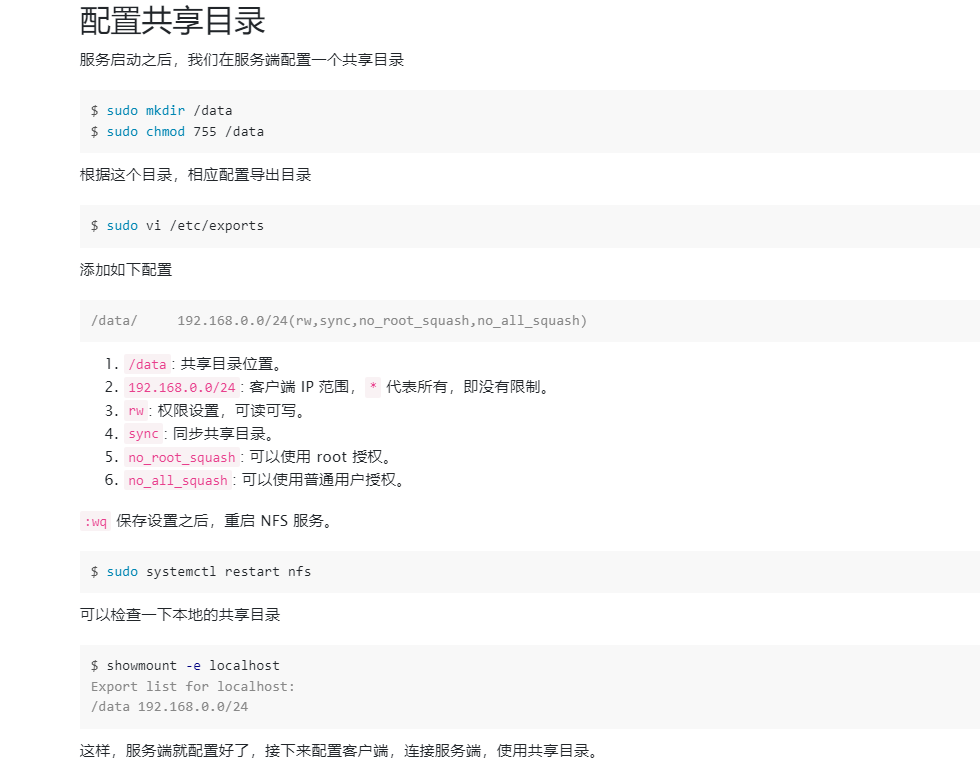 配置共享目录
服务启动之后，我们在服务端配置一个共享目录
$ sudo mkdir /data
$ sudo chmod 755 /data
根据这个目录，相应配置导出目录
$ sudo vi /etc/exports
添加如下配置
/data/     192.168.0.0/24(rw,sync,no_root_squash,no_all_squash)
1. /data: 共享目录位置。
2. 192.168.0.0/24: 客户端 IP 范围， * 代表所有，即没有限制。
3. rw: 权限设置，可读可写。
4. sync: 同步共享目录。
5. no_root_squash: 可以使用 root 授权。
6. no_all_squash: 可以使用普通用户授权。
:wq 保存设置之后，重启 NFS 服务。
$ sudo systemctl restart nfs
可以检查一下本地的共享目录
$ showmount -e localhost
Export list for localhost:
/data 192.168.0.0/24
这样，服务端就配置好了，接下来配置客户端，连接服务端，使用共享目录。